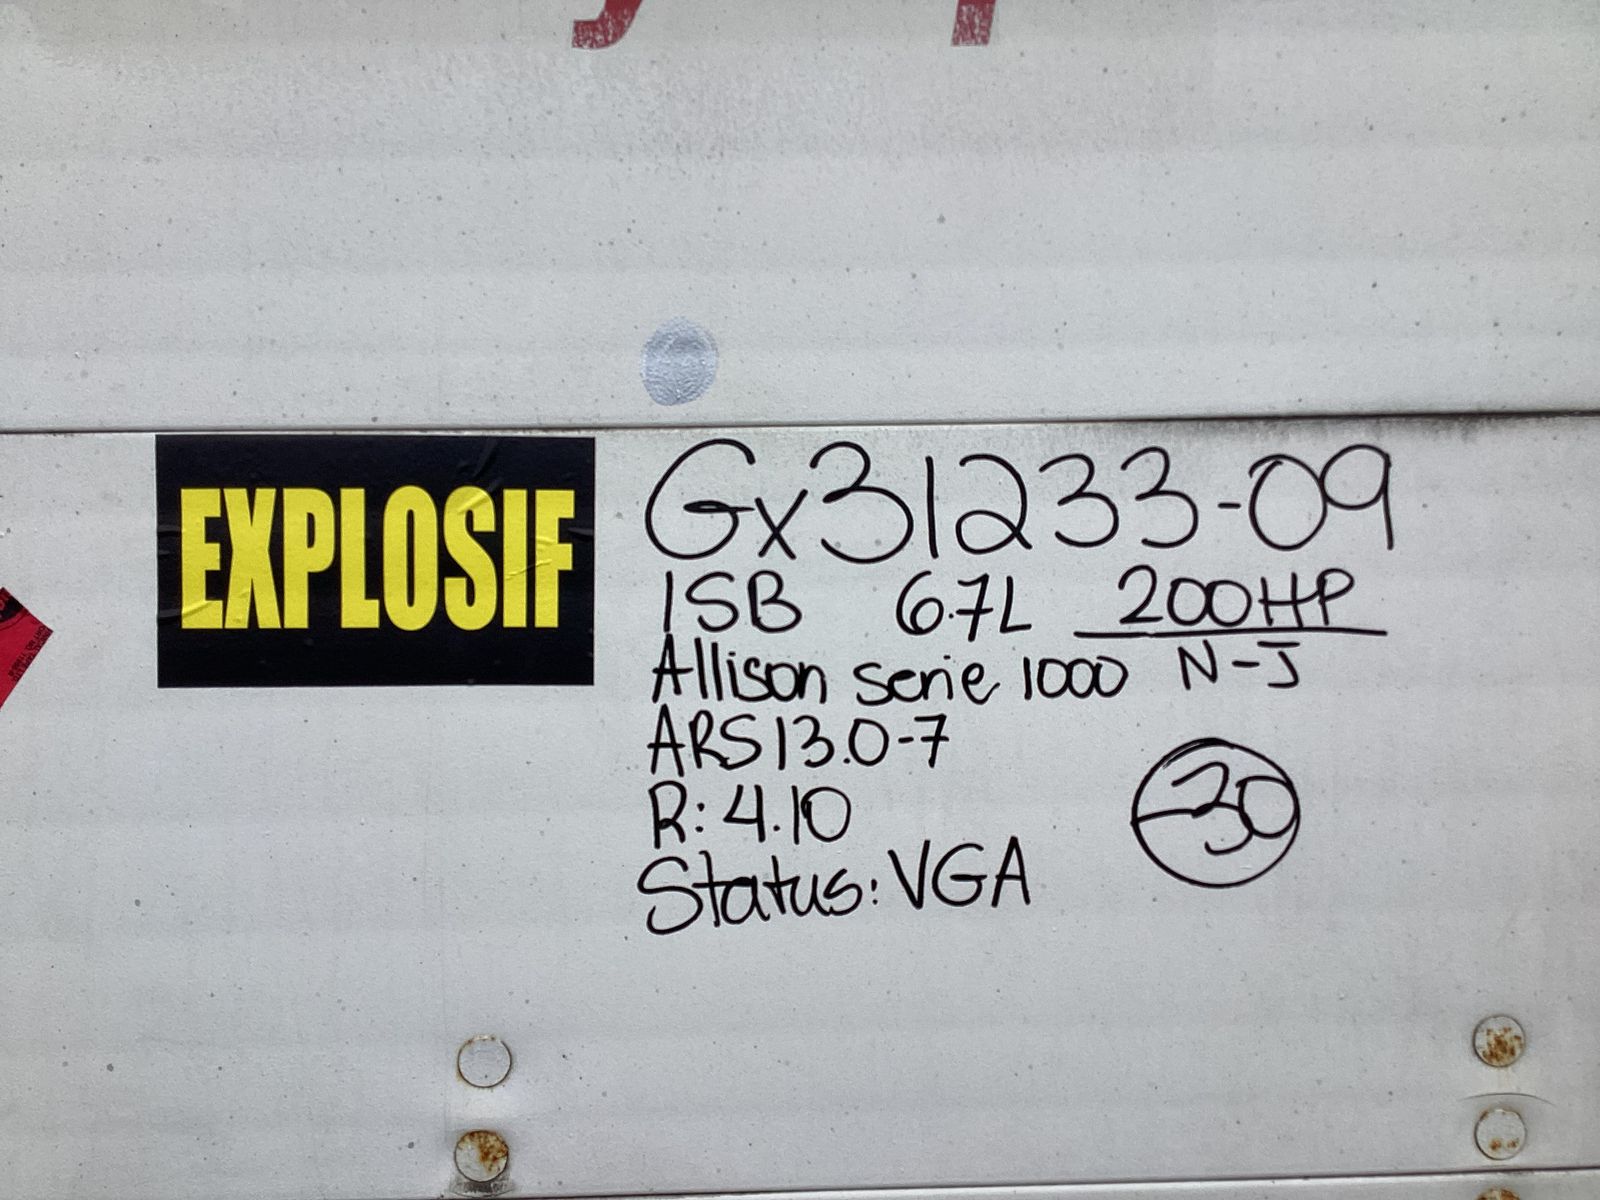 EXPLOSIF
Gx31233-09
ISB 6.7L 200HP
Allison serie 1000 N-J
ARS13.0-7
R: 4.10
30
Status: VGA